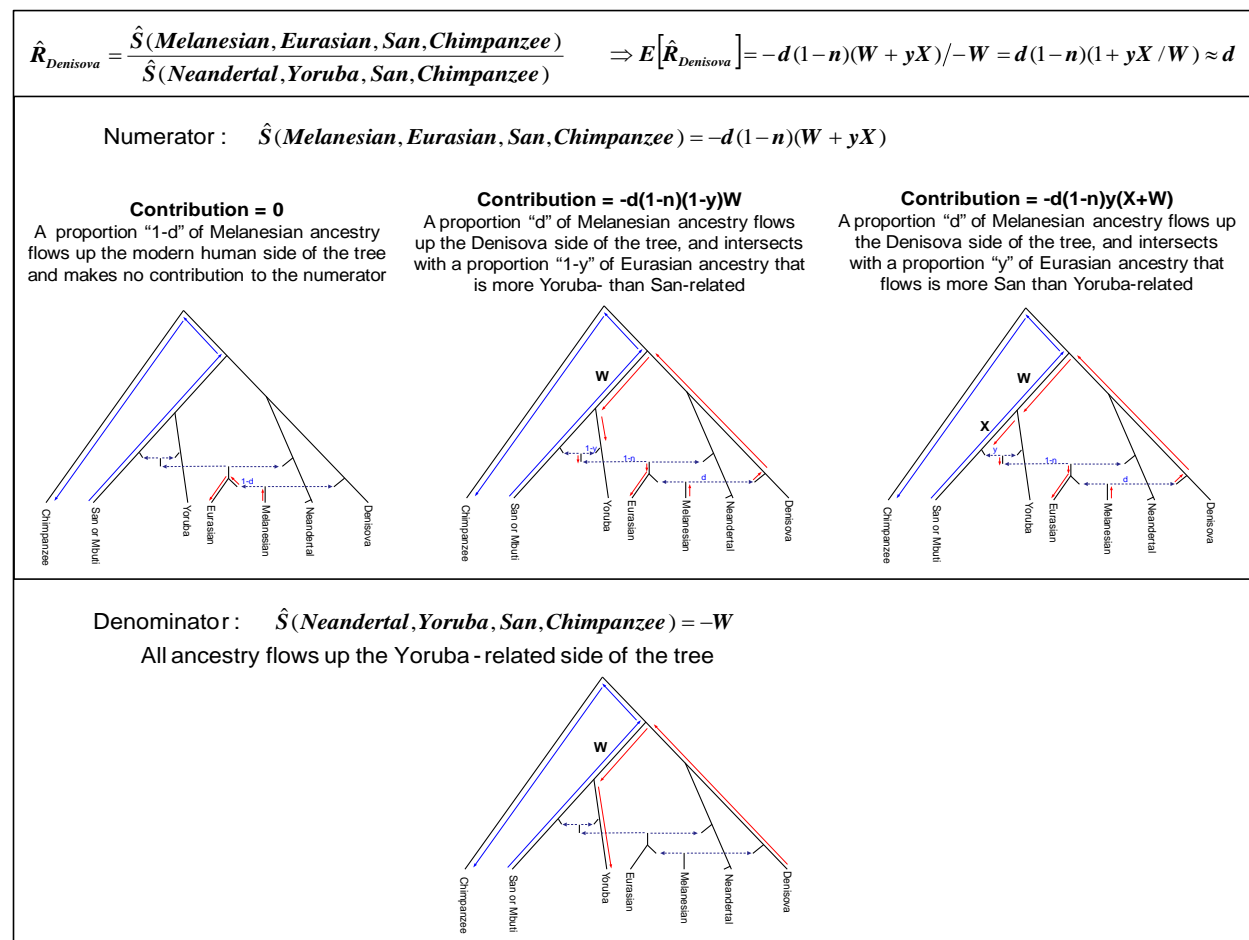 R̂_Denisova = Ŝ(Melanesian, Eurasian, San, Chimpanzee) / Ŝ(Neandertal, Yoruba, San, Chimpanzee) ⇒ E[R̂_Denisova] = −d(1−n)(W + yX)/−W = d(1−n)(1+ yX /W) ≈ d
Numerator : Ŝ(Melanesian, Eurasian, San, Chimpanzee) = −d(1−n)(W + yX)
Contribution = 0
A proportion “1-d” of Melanesian ancestry
flows up the modern human side of the tree
and makes no contribution to the numerator
Contribution = -d(1-n)(1-y)W
A proportion “d” of Melanesian ancestry flows
up the Denisova side of the tree, and intersects
with a proportion “1-y” of Eurasian ancestry that
is more Yoruba- than San-related
Contribution = -d(1-n)y(X+W)
A proportion “d” of Melanesian ancestry flows up
the Denisova side of the tree, and intersects
with a proportion “y” of Eurasian ancestry that
flows is more San than Yoruba-related
1-d
Chimpanzee
San or Mbuti
Yoruba
Eurasian
Melanesian
Neandertal
Denisova
W
1-y
1-n
d
Chimpanzee
San or Mbuti
Yoruba
Eurasian
Melanesian
Neandertal
Denisova
W
X
y
1-n
d
Chimpanzee
San or Mbuti
Yoruba
Eurasian
Melanesian
Neandertal
Denisova
Denominator : Ŝ(Neandertal, Yoruba, San, Chimpanzee) = −W
All ancestry flows up the Yoruba - related side of the tree
W
Chimpanzee
San or Mbuti
Yoruba
Eurasian
Melanesian
Neandertal
Denisova